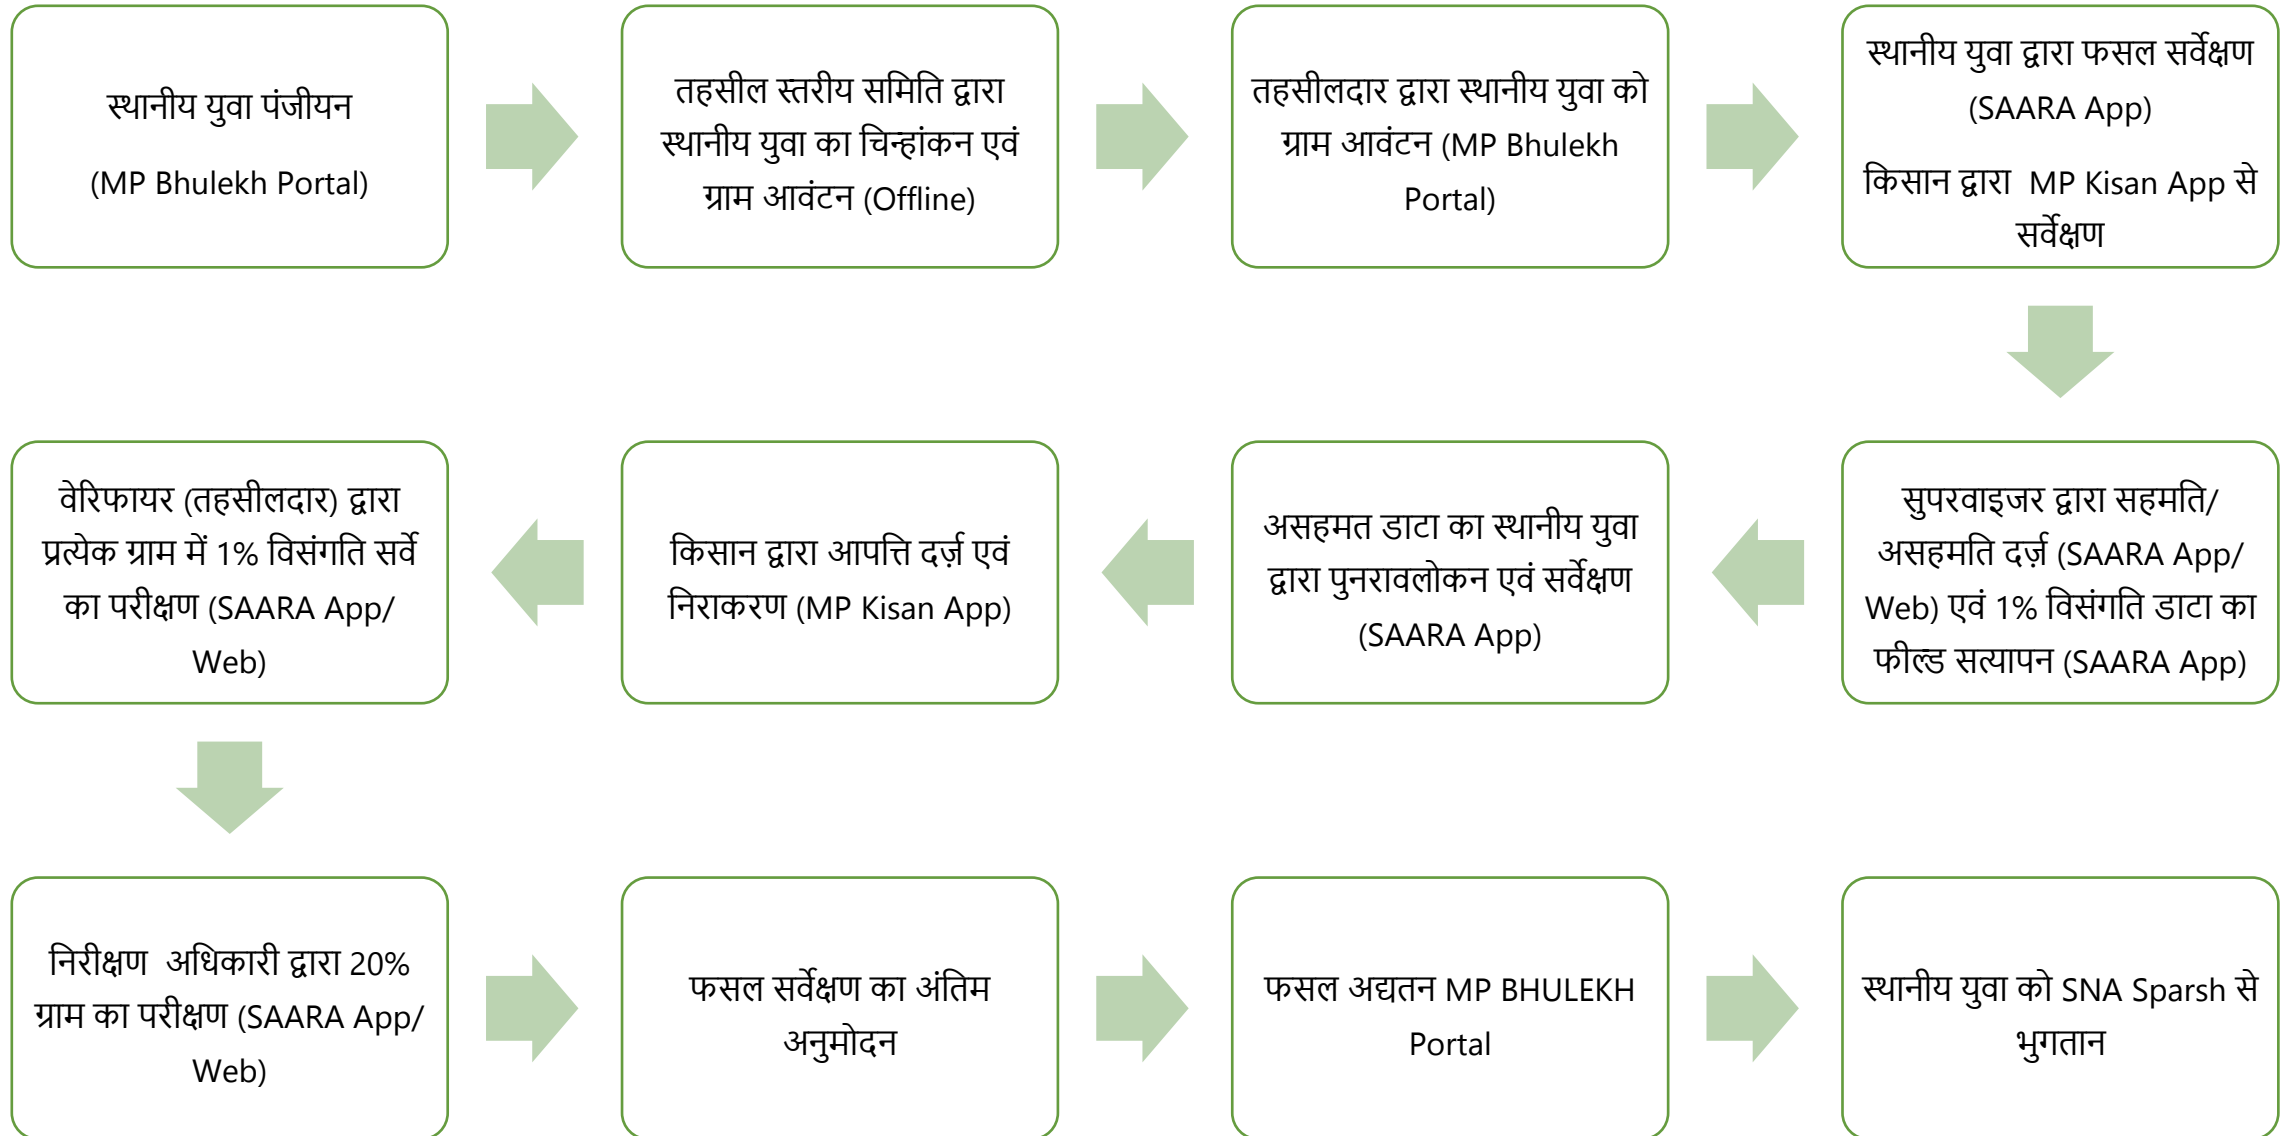 स्थानीय युवा पंजीयन
(MP Bhulekh Portal)
तहसील स्तरीय समिति द्वारा
स्थानीय युवा का चिन्हांकन एवं
ग्राम आवंटन (Offline)
तहसीलदार द्वारा स्थानीय युवा को
ग्राम आवंटन (MP Bhulekh
Portal)
स्थानीय युवा द्वारा फसल सर्वेक्षण
(SAARA App)
किसान द्वारा MP Kisan App से
सर्वेक्षण
सुपरवाइजर द्वारा सहमति/
असहमति दर्ज़ (SAARA App/
Web) एवं 1% विसंगति डाटा का
फील्ड सत्यापन (SAARA App)
असहमत डाटा का स्थानीय युवा
द्वारा पुनरावलोकन एवं सर्वेक्षण
(SAARA App)
किसान द्वारा आपत्ति दर्ज़ एवं
निराकरण (MP Kisan App)
वेरिफायर (तहसीलदार) द्वारा
प्रत्येक ग्राम में 1% विसंगति सर्वे
का परीक्षण (SAARA App/
Web)
निरीक्षण अधिकारी द्वारा 20%
ग्राम का परीक्षण (SAARA App/
Web)
फसल सर्वेक्षण का अंतिम
अनुमोदन
फसल अद्यतन MP BHULEKH
Portal
स्थानीय युवा को SNA Sparsh से
भुगतान